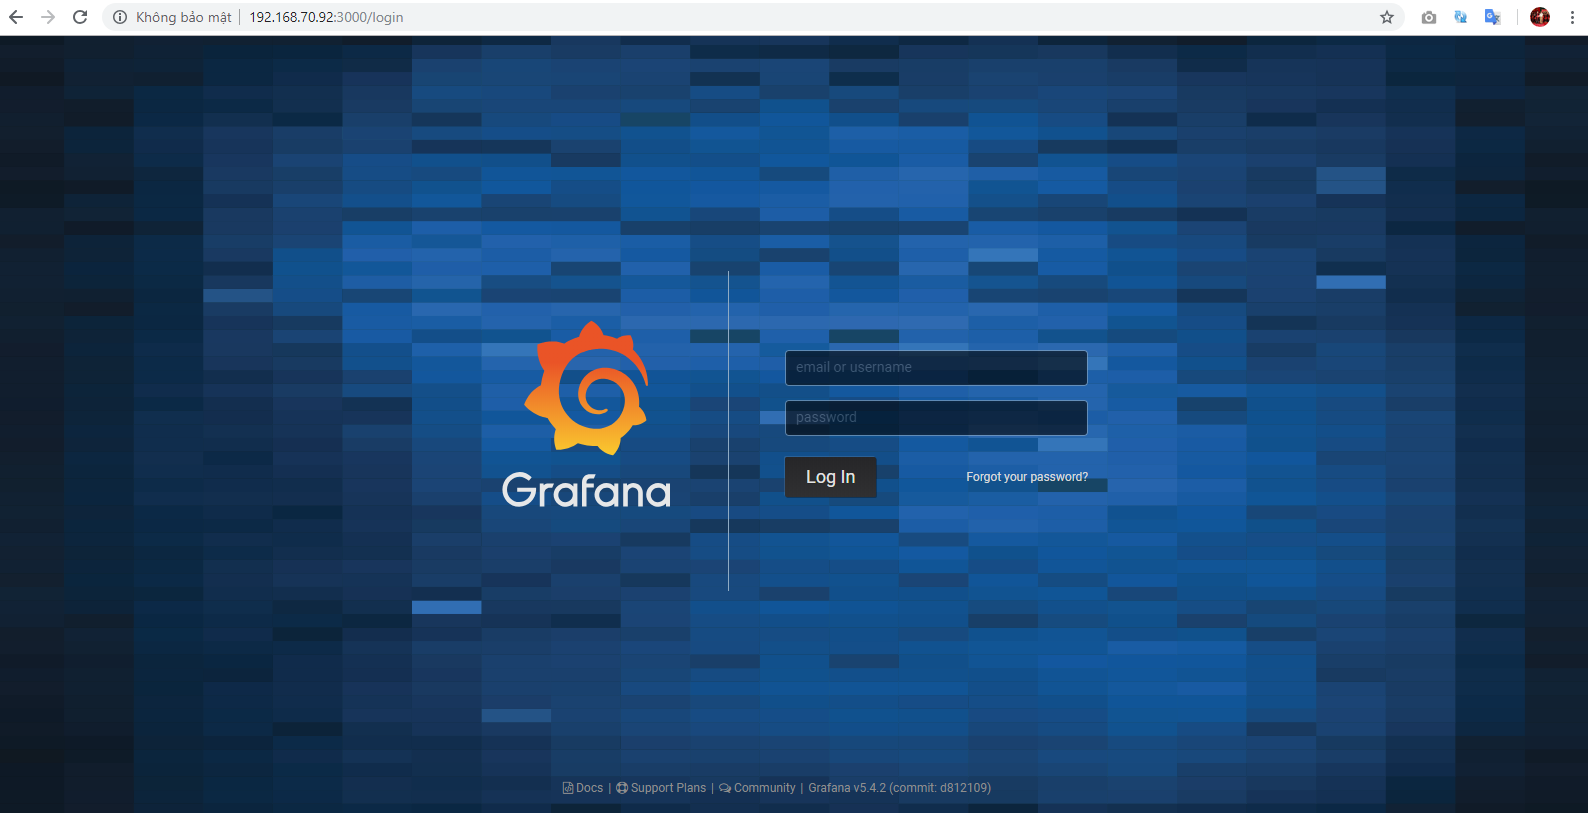 Không bảo mật | 192.168.70.92:3000/login
Grafana
email or username
password
Log In
Forgot your password?
Docs | Support Plans | Community | Grafana v5.4.2 (commit: d812109)